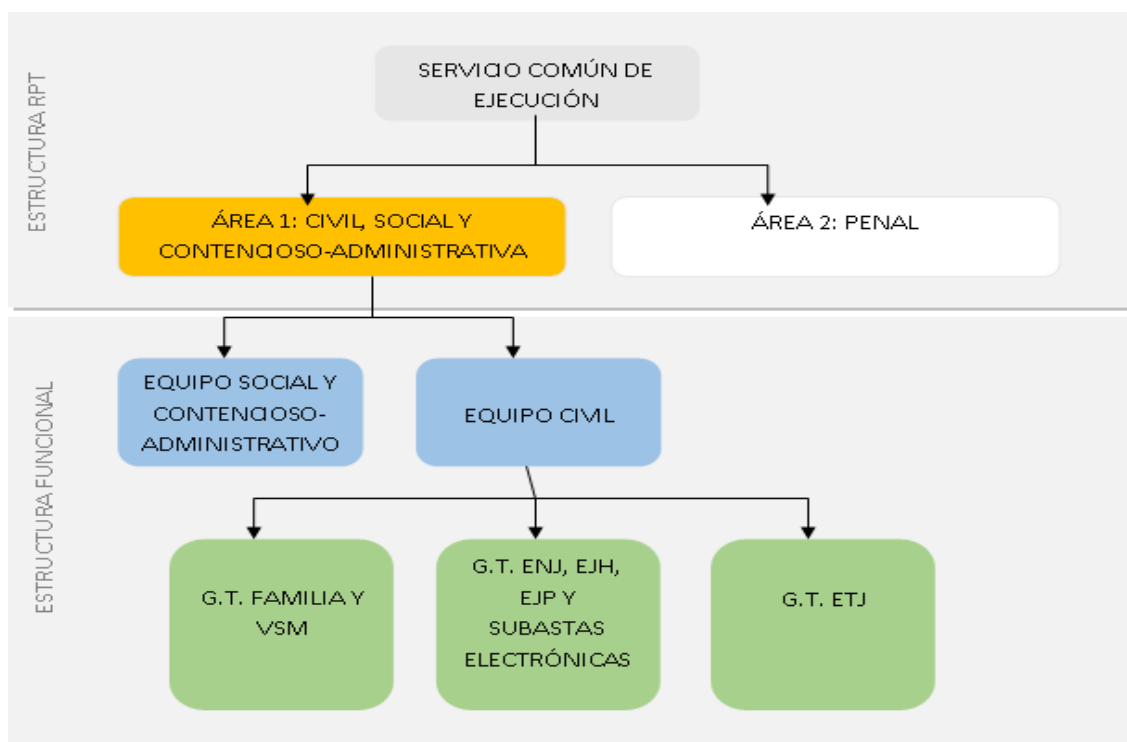 ESTRUCTURA RPT
SERVICIO COMÚN DE
EJECUCIÓN
ÁREA 1: CIVIL, SOCIAL Y
CONTENCIOSO-ADMINISTRATIVA
ÁREA 2: PENAL
ESTRUCTURA FUNCIONAL
EQUIPO SOCIAL Y
CONTENCIOSO-
ADMINISTRATIVO
EQUIPO CIVIL
G.T. FAMILIA Y
VSM
G.T. ENJ, EJH,
EJP Y
SUBASTAS
ELECTRÓNICAS
G.T. ETJ